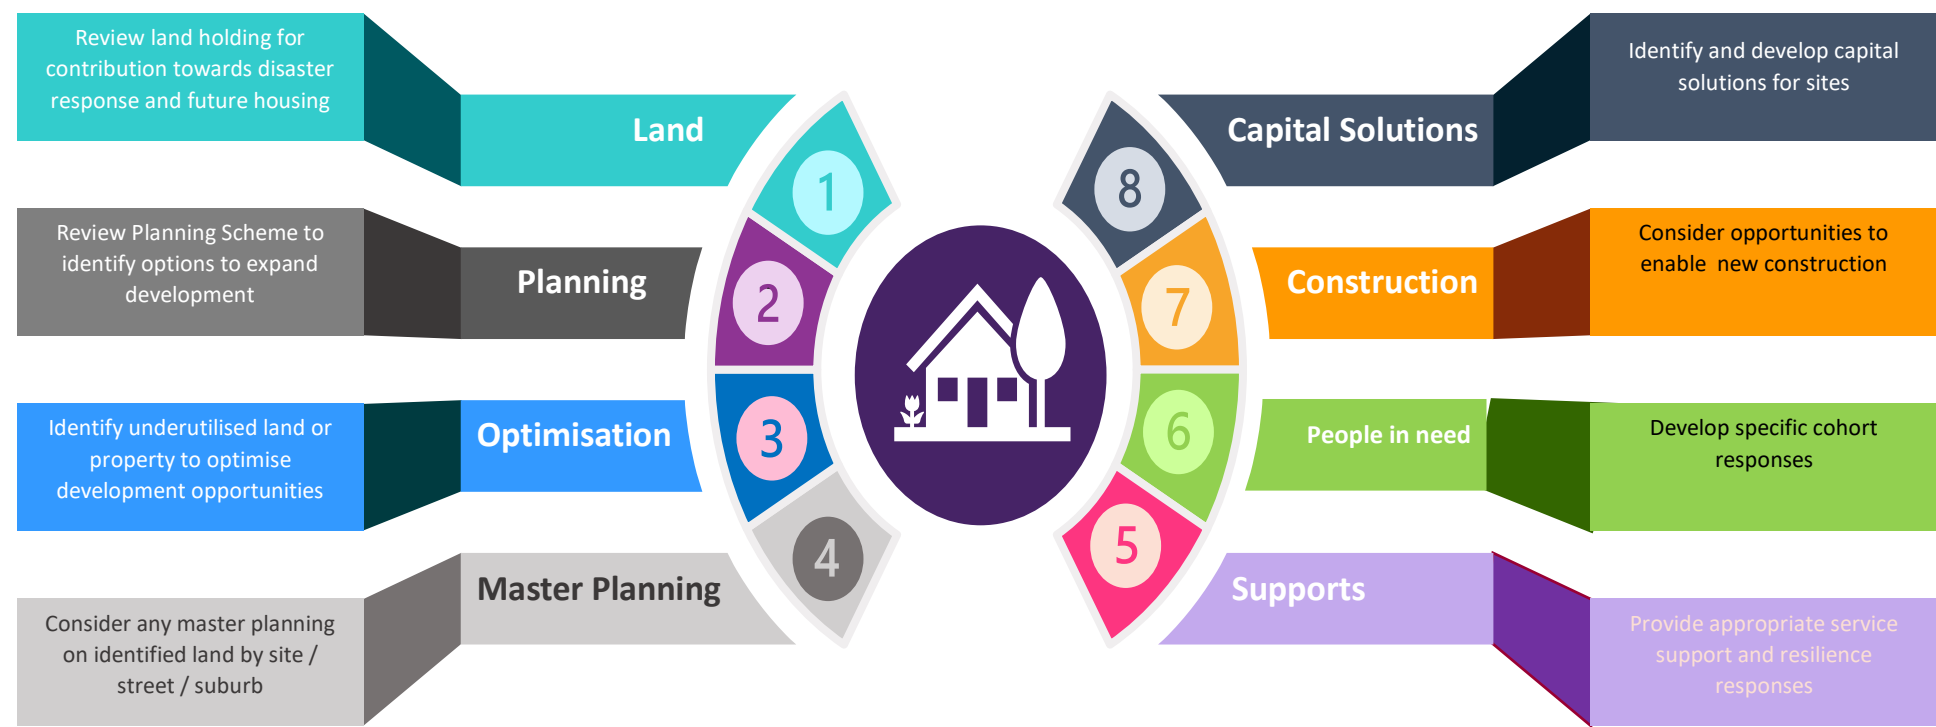 Review land holding for
contribution towards disaster
response and future housing
Land
1
Review Planning Scheme to
identify options to expand
development
Planning
2
Identify underutilised land or
property to optimise
development opportunities
Optimisation
3
Consider any master planning
on identified land by site /
street / suburb
Master Planning
4
8
Capital Solutions
Identify and develop capital
solutions for sites
7
Construction
Consider opportunities to
enable  new construction
6
People in need
Develop specific cohort
responses
5
Supports
Provide appropriate service
support and resilience
responses